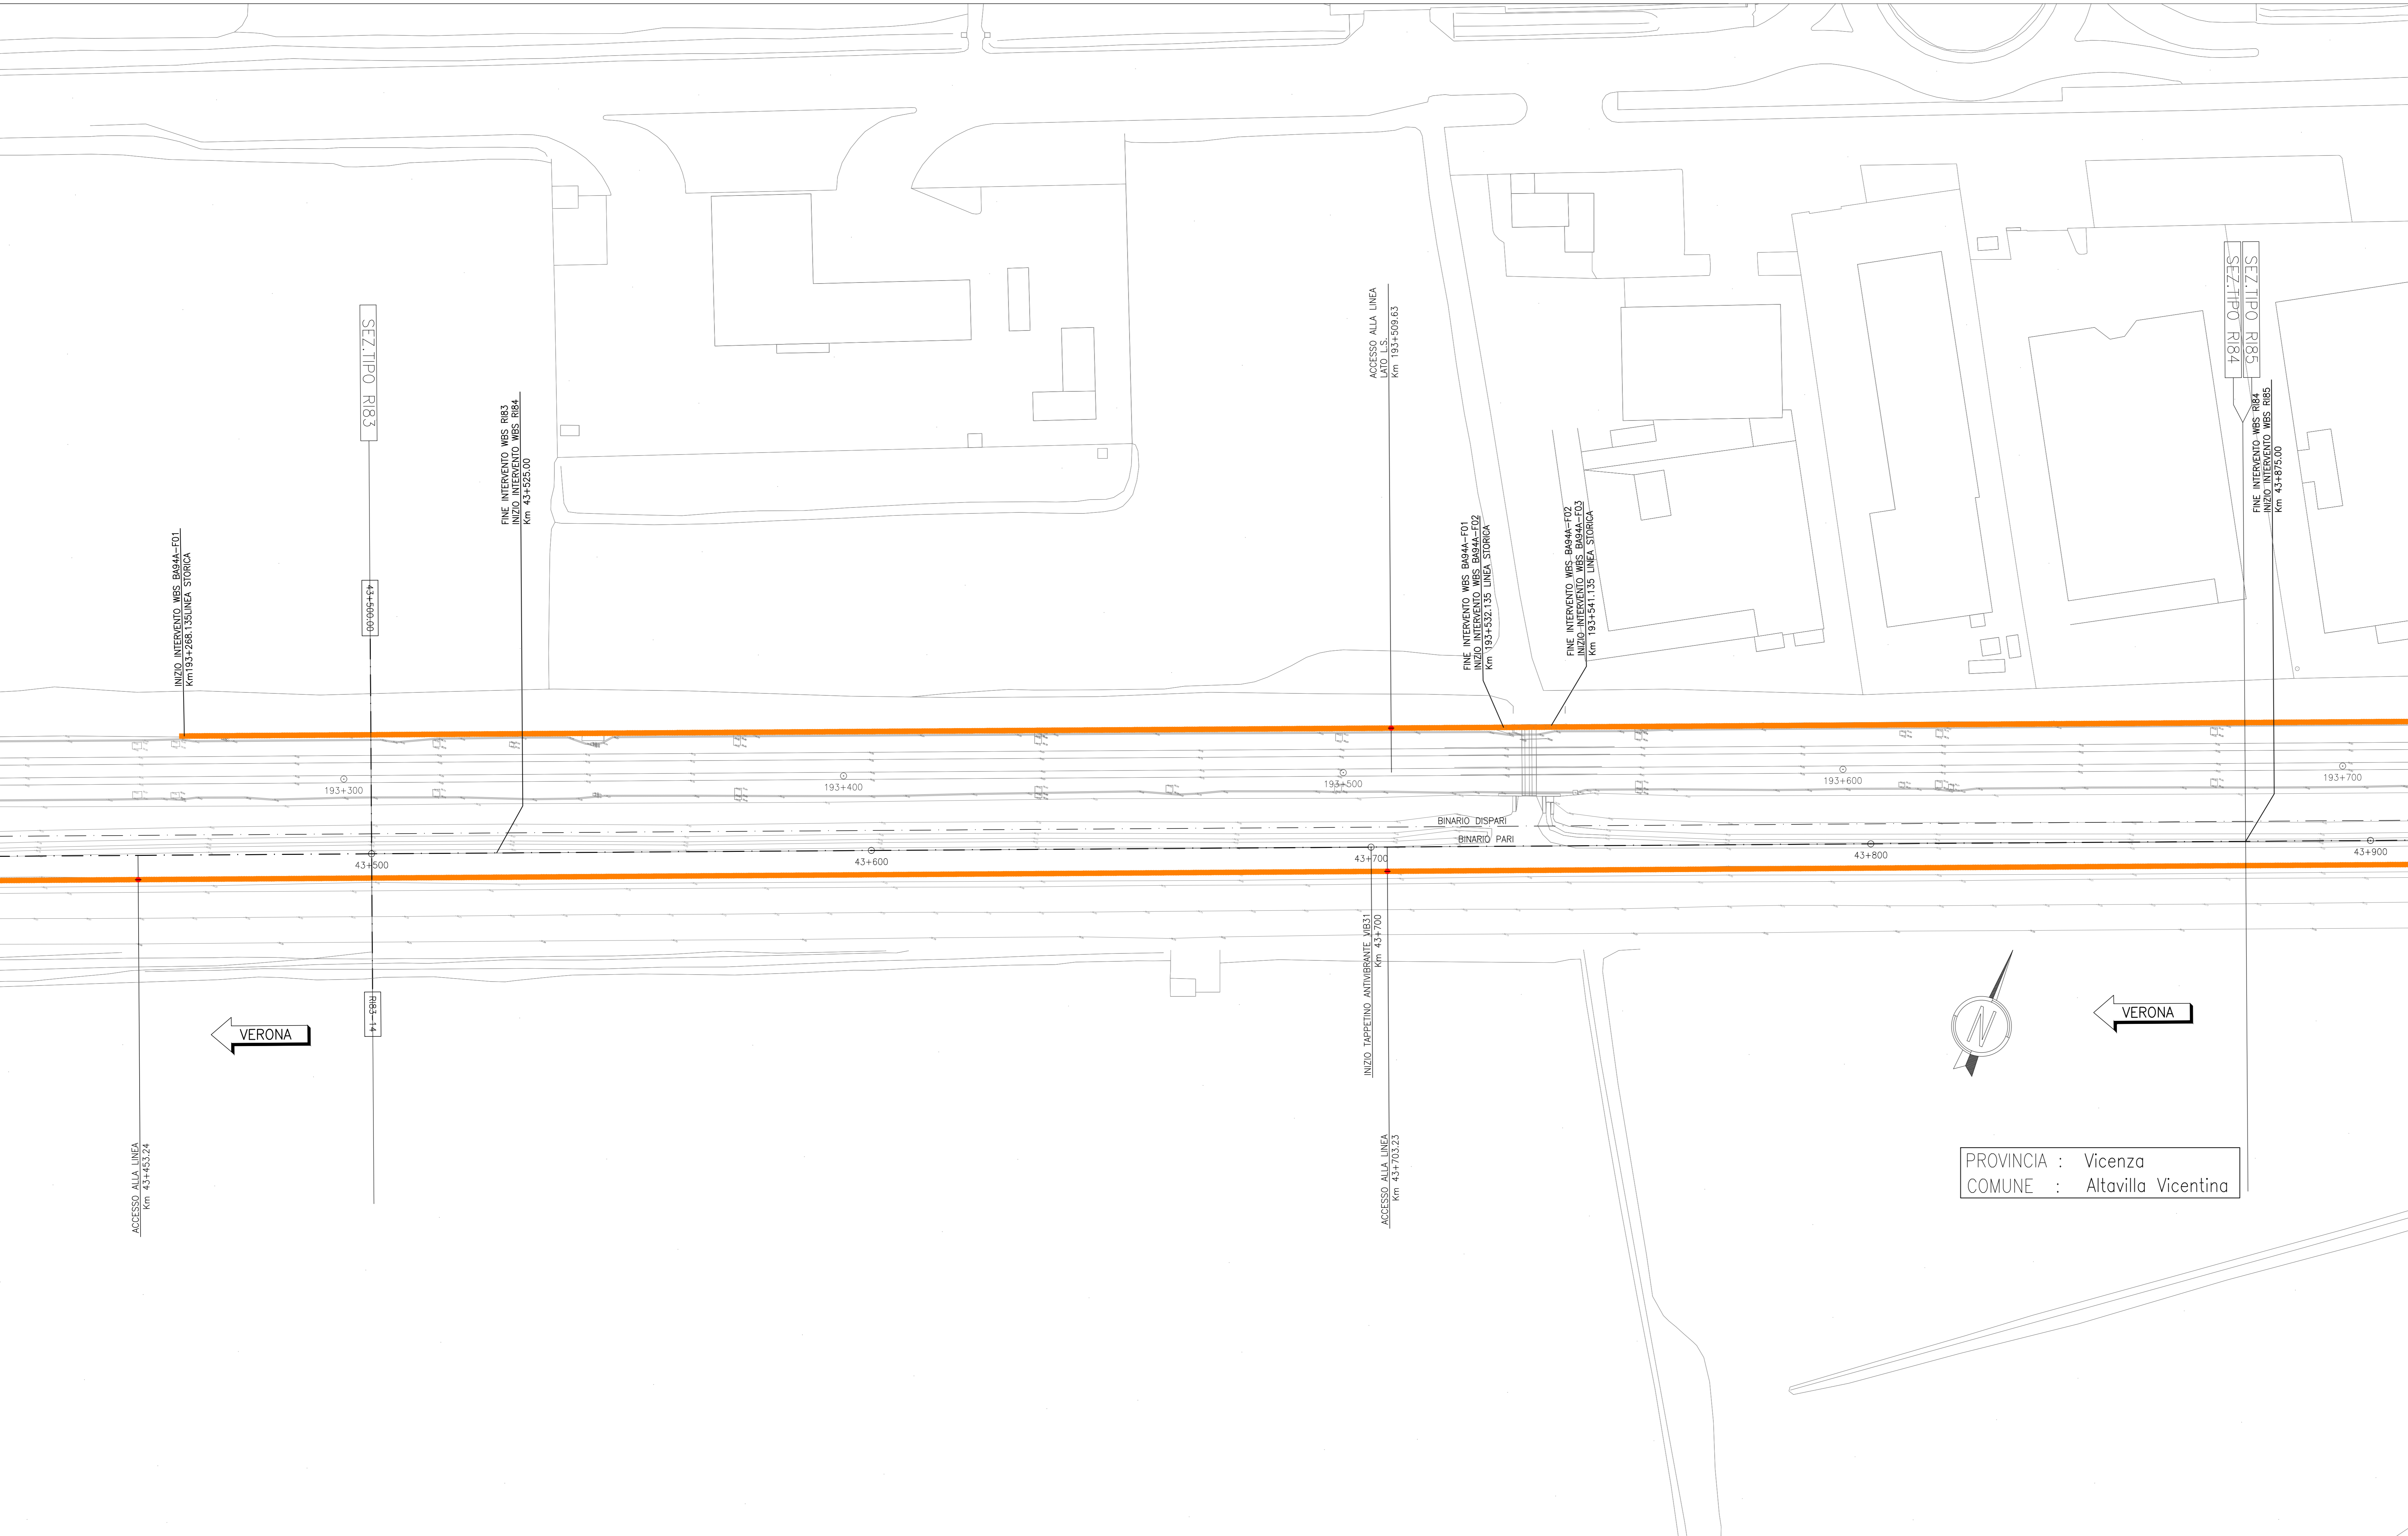 SEZ.TIPO RI83
43+500.00
RI83-14
INIZIO INTERVENTO WBS BA94A-F01
Km193+268.135LINEA STORICA
FINE INTERVENTO WBS RI83
INIZIO INTERVENTO WBS RI84
Km 43+525.00
ACCESSO ALLA LINEA
LATO L.S.
Km 193+509.63
FINE INTERVENTO WBS BA94A-F01
INIZIO INTERVENTO WBS BA94A-F02
Km 193+532.135 LINEA STORICA
FINE INTERVENTO WBS BA94A-F02
INIZIO INTERVENTO WBS BA94A-F03
Km 193+541.135 LINEA STORICA
SEZ.TIPO RI84
SEZ.TIPO RI85
FINE INTERVENTO WBS RI84
INIZIO INTERVENTO WBS RI85
Km 43+875.00
193+300
193+400
193+500
193+600
193+700
BINARIO DISPARI
BINARIO PARI
43+500
43+600
43+700
43+800
43+900
INIZIO TAPPETINO ANTIVIBRANTE VIB31
Km 43+700
ACCESSO ALLA LINEA
Km 43+453.24
ACCESSO ALLA LINEA
Km 43+703.23
VERONA
N
VERONA
PROVINCIA : Vicenza
COMUNE : Altavilla Vicentina